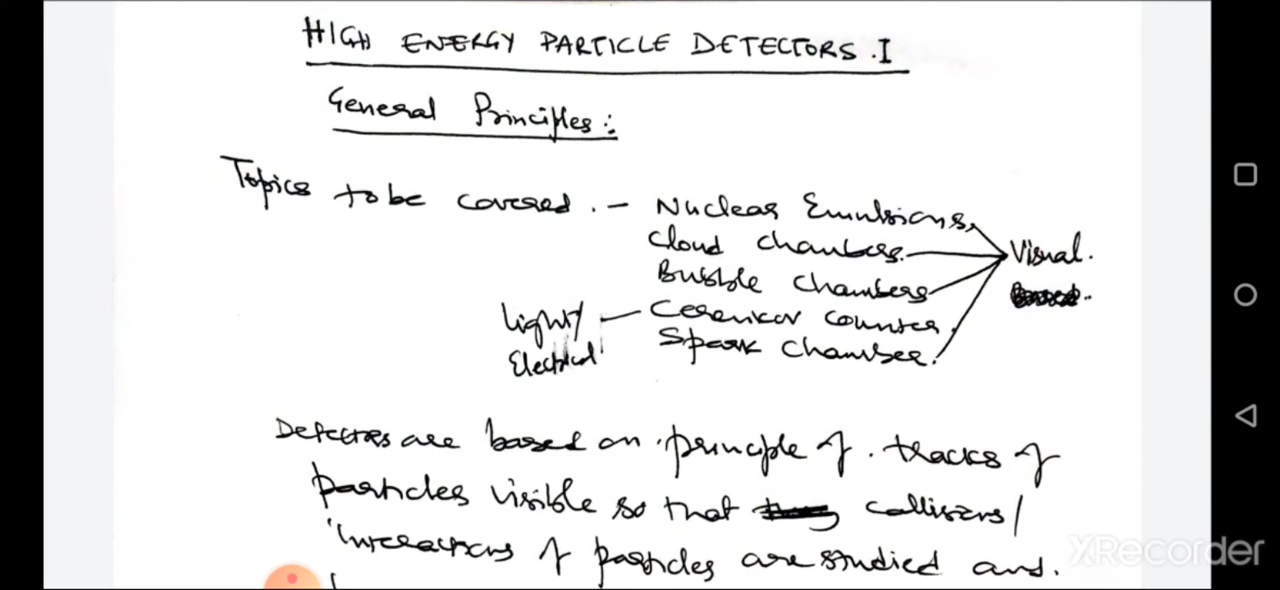 HIGH ENERGY PARTICLE DETECTORS.I
General Principles:
Topics to be covered. - Nuclear Emulsions,
Cloud chambers
Visual.
Bubble chambers
Light/ - Cerenkov counter,
Electrical
Spark chamber.
Detectors are based on principle of tracks of
particles visible so that collisions/
interactions of particles are studied and.
XRecorder